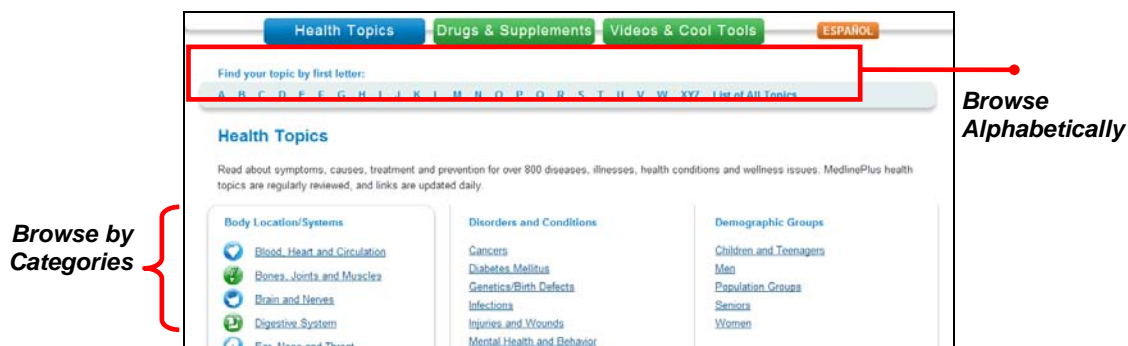 Health Topics Drugs & Supplements Videos & Cool Tools ESPAÑOL
Find your topic by first letter:
A B C D E F G H I J K L M N O P Q R S T U V W XYZ List of All Topics
Browse
Alphabetically
Health Topics
Read about symptoms, causes, treatment and prevention for over 800 diseases, illnesses, health conditions and wellness issues. MedlinePlus health
topics are regularly reviewed, and links are updated daily.
Browse by
Categories
Body Location/Systems
Blood, Heart and Circulation
Bones, Joints and Muscles
Brain and Nerves
Digestive System
Ear, Nose and Throat
Disorders and Conditions
Cancers
Diabetes Mellitus
Genetics/Birth Defects
Infections
Injuries and Wounds
Mental Health and Behavior
Demographic Groups
Children and Teenagers
Men
Population Groups
Seniors
Women